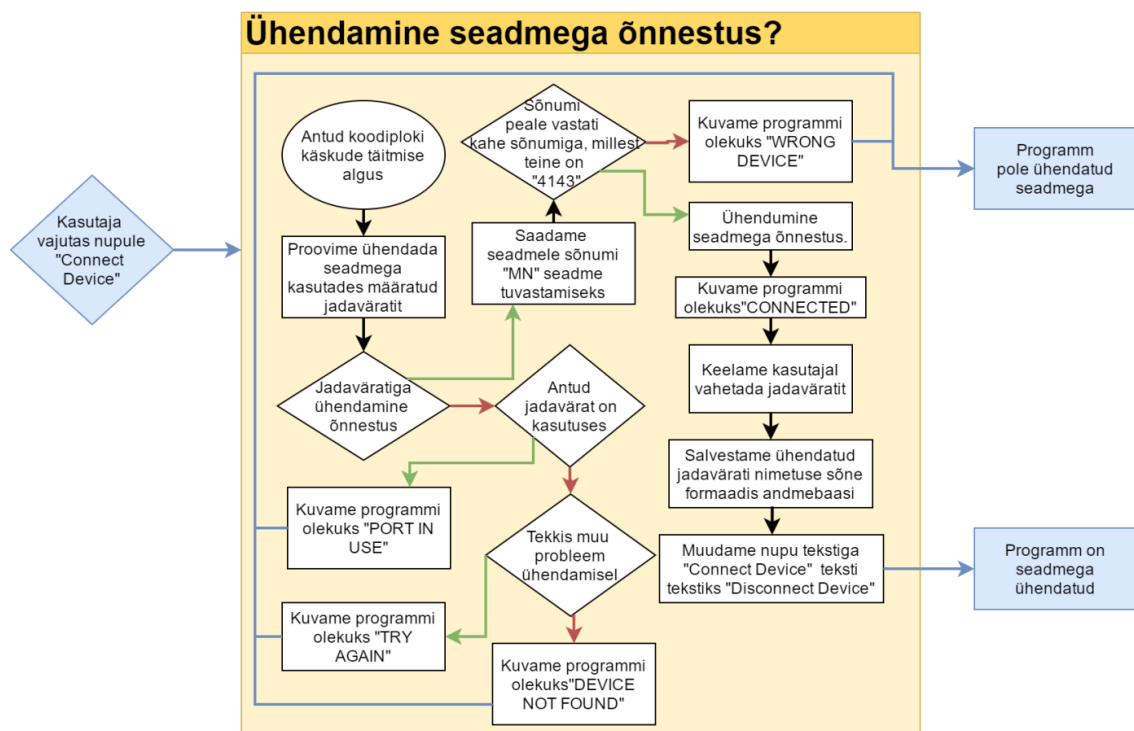 Ühendamine seadmega õnnestus?
Kasutaja
vajutas nupule
"Connect
Device"
Antud koodiploki
käskude täitmise
algus
Proovime ühendada
seadmega
kasutades määratud
jadaväratit
Jadaväratiga
ühendamine
õnnestus
Saadame
seadmele sõnumi
"MN" seadme
tuvastamiseks
Sõnumi
peale vastati
kahe sõnumiga, millest
teine on
"4143"
Kuvame programmi
olekuks "WRONG
DEVICE"
Programm
pole ühendatud
seadmega
Ühendumine
seadmega õnnestus.
Kuvame programmi
olekuks"CONNECTED"
Keelame kasutajal
vahetada jadaväratit
Salvestame ühendatud
jadavärati nimetuse sõne
formaadis andmebaasi
Muudame nupu tekstiga
"Connect Device" teksti
tekstiks "Disconnect Device"
Programm on
seadmega
ühendatud
Antud
jadavärat on
kasutuses
Kuvame programmi
olekuks "PORT IN
USE"
Tekkis muu
probleem
ühendamisel
Kuvame programmi
olekuks "TRY
AGAIN"
Kuvame programmi
olekuks"DEVICE
NOT FOUND"